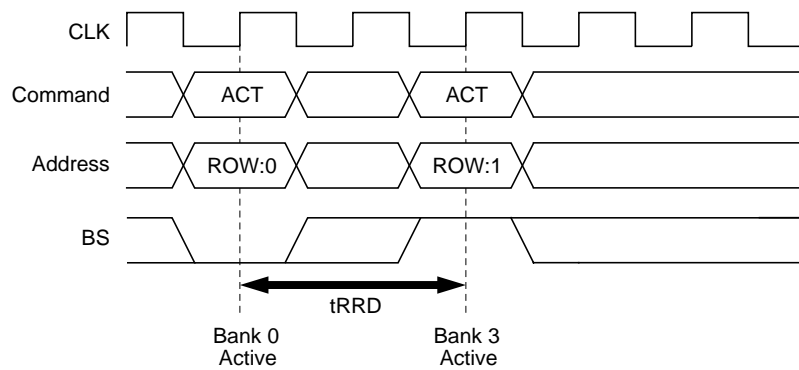 CLK
Command
ACT
ACT
Address
ROW:0
ROW:1
BS
tRRD
Bank 0
Active
Bank 3
Active